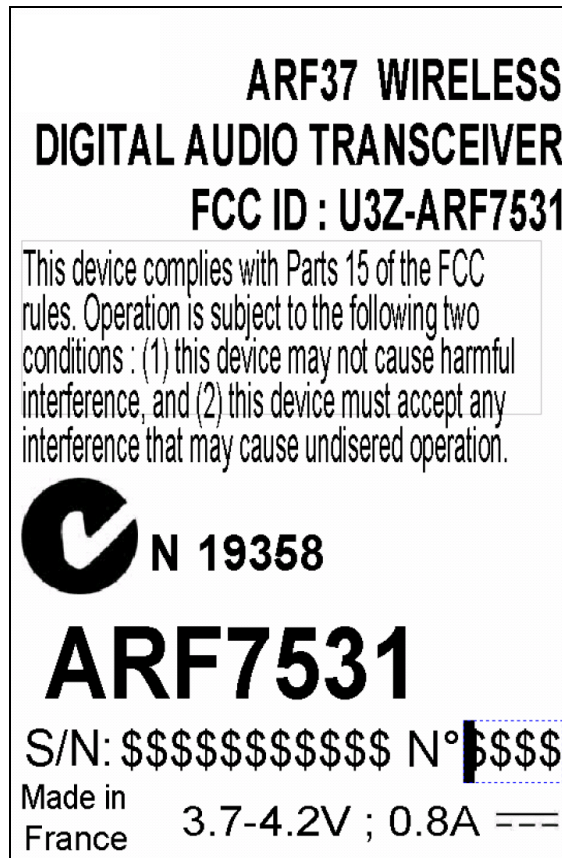 ARF37 WIRELESS
DIGITAL AUDIO TRANSCEIVER
FCC ID : U3Z-ARF7531
This device complies with Parts 15 of the FCC
rules. Operation is subject to the following two
conditions : (1) this device may not cause harmful
interference, and (2) this device must accept any
interference that may cause undisered operation.
N 19358
ARF7531
S/N: $$$$$$$$$$$ N° $$$$
Made in
France
3.7-4.2V ; 0.8A